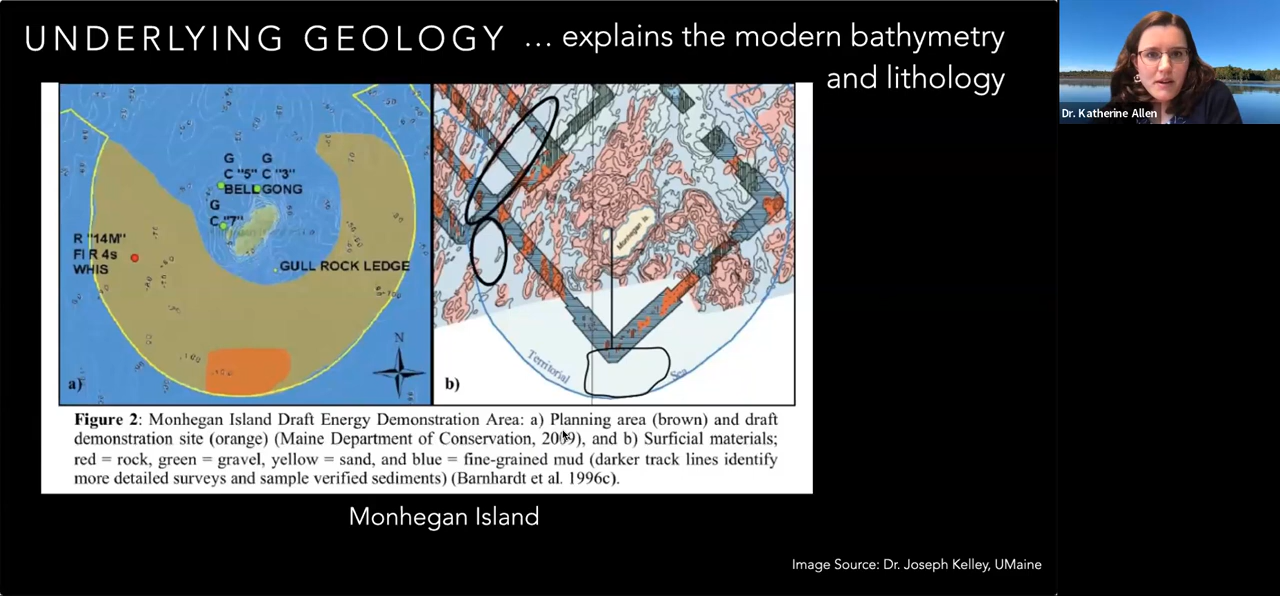 UNDERLYING GEOLOGY ... explains the modern bathymetry
and lithology
Dr. Katherine Allen
G G
C "5" C "3"
BELL GONG
G
C "7"
R "14M"
Fl R 4s
WHIS
GULL ROCK LEDGE
N
a)
Monhegan Is.
Territorial Sea
b)
Figure 2: Monhegan Island Draft Energy Demonstration Area: a) Planning area (brown) and draft
demonstration site (orange) (Maine Department of Conservation, 2009), and b) Surficial materials;
red = rock, green = gravel, yellow = sand, and blue = fine-grained mud (darker track lines identify
more detailed surveys and sample verified sediments) (Barnhardt et al. 1996c).
Monhegan Island
Image Source: Dr. Joseph Kelley, UMaine